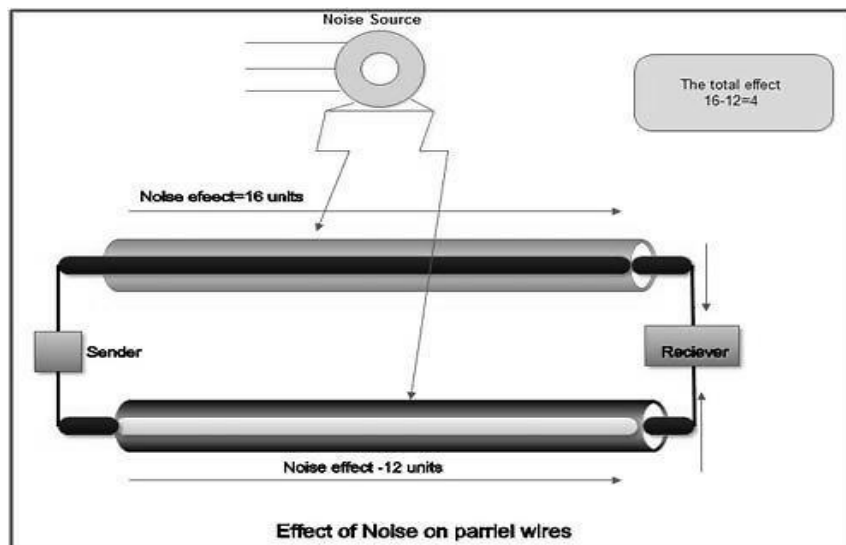 Noise Source
The total effect
16-12=4
Noise efeect=16 units
Sender
Reciever
Noise effect -12 units
Effect of Noise on parriel wires